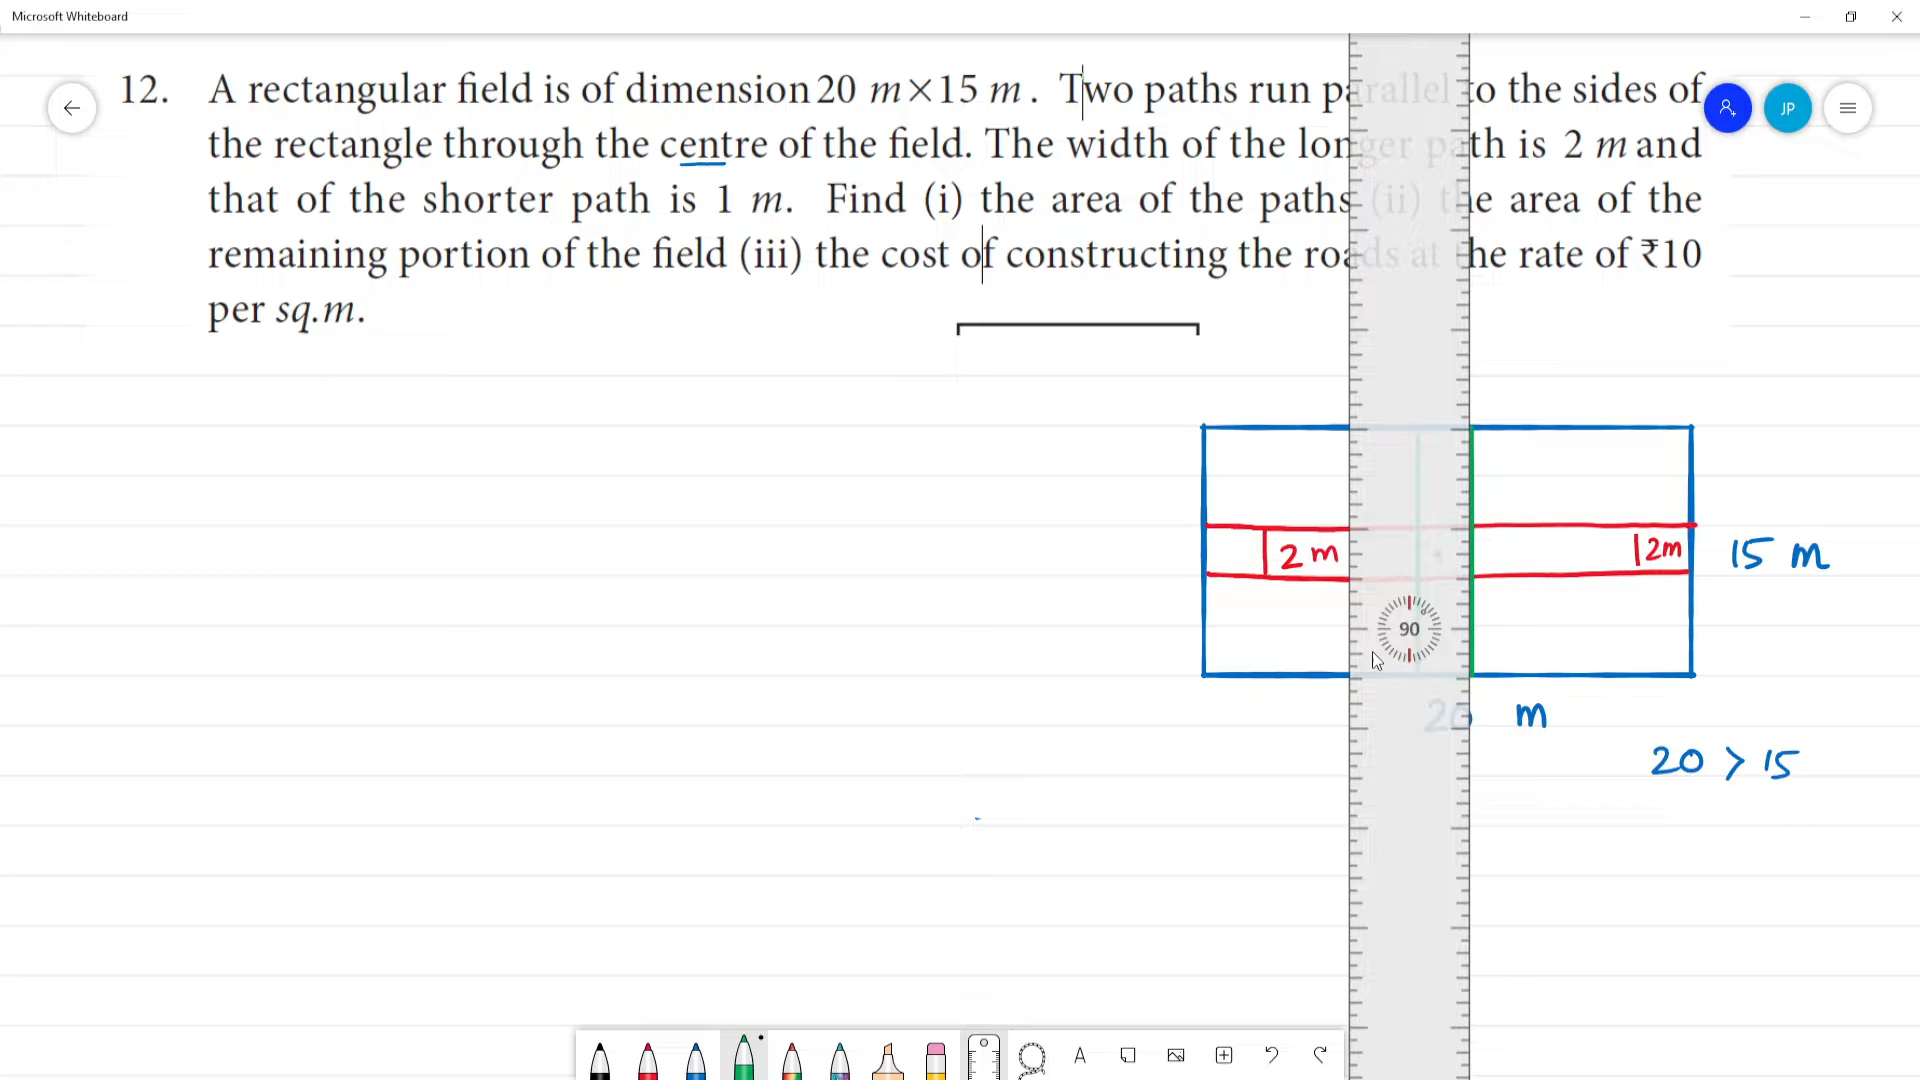 Microsoft Whiteboard
12. A rectangular field is of dimension 20 m×15 m. Two paths run parallel to the sides of
the rectangle through the centre of the field. The width of the longer path is 2 m and
that of the shorter path is 1 m. Find (i) the area of the paths (ii) the area of the
remaining portion of the field (iii) the cost of constructing the roads at the rate of ₹10
per sq.m.
JP
2 m
2m
15 m
90
20 m
20 > 15
A